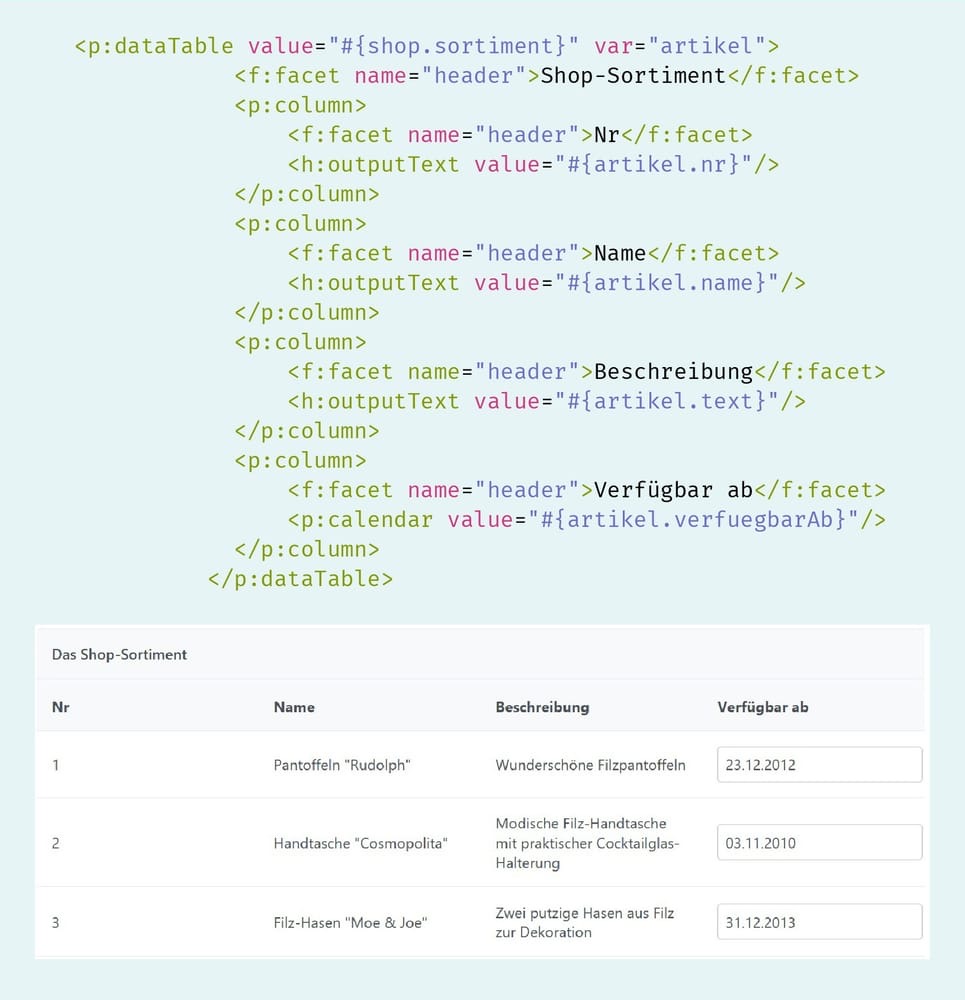 <p:dataTable value="#{shop.sortiment}" var="artikel">
<f:facet name="header">Shop-Sortiment</f:facet>
<p:column>
<f:facet name="header">Nr</f:facet>
<h:outputText value="#{artikel.nr}"/>
</p:column>
<p:column>
<f:facet name="header">Name</f:facet>
<h:outputText value="#{artikel.name}"/>
</p:column>
<p:column>
<f:facet name="header">Beschreibung</f:facet>
<h:outputText value="#{artikel.text}"/>
</p:column>
<p:column>
<f:facet name="header">Verfügbar ab</f:facet>
<p:calendar value="#{artikel.verfuegbarAb}"/>
</p:column>
</p:dataTable>
Das Shop-Sortiment
Nr Name Beschreibung Verfügbar ab
1 Pantoffeln "Rudolph" Wunderschöne Filzpantoffeln 23.12.2012
Modische Filz-Handtasche
2 Handtasche "Cosmopolita" mit praktischer Cocktailglas- 03.11.2010
Halterung
Zwei putzige Hasen aus Filz
3 Filz-Hasen "Moe & Joe" 31.12.2013
zur Dekoration